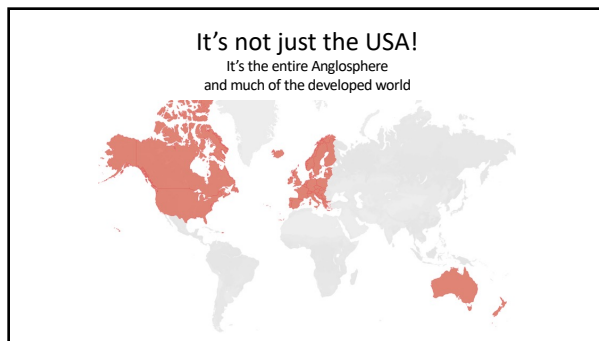 It's not just the USA!
It's the entire Anglosphere
and much of the developed world